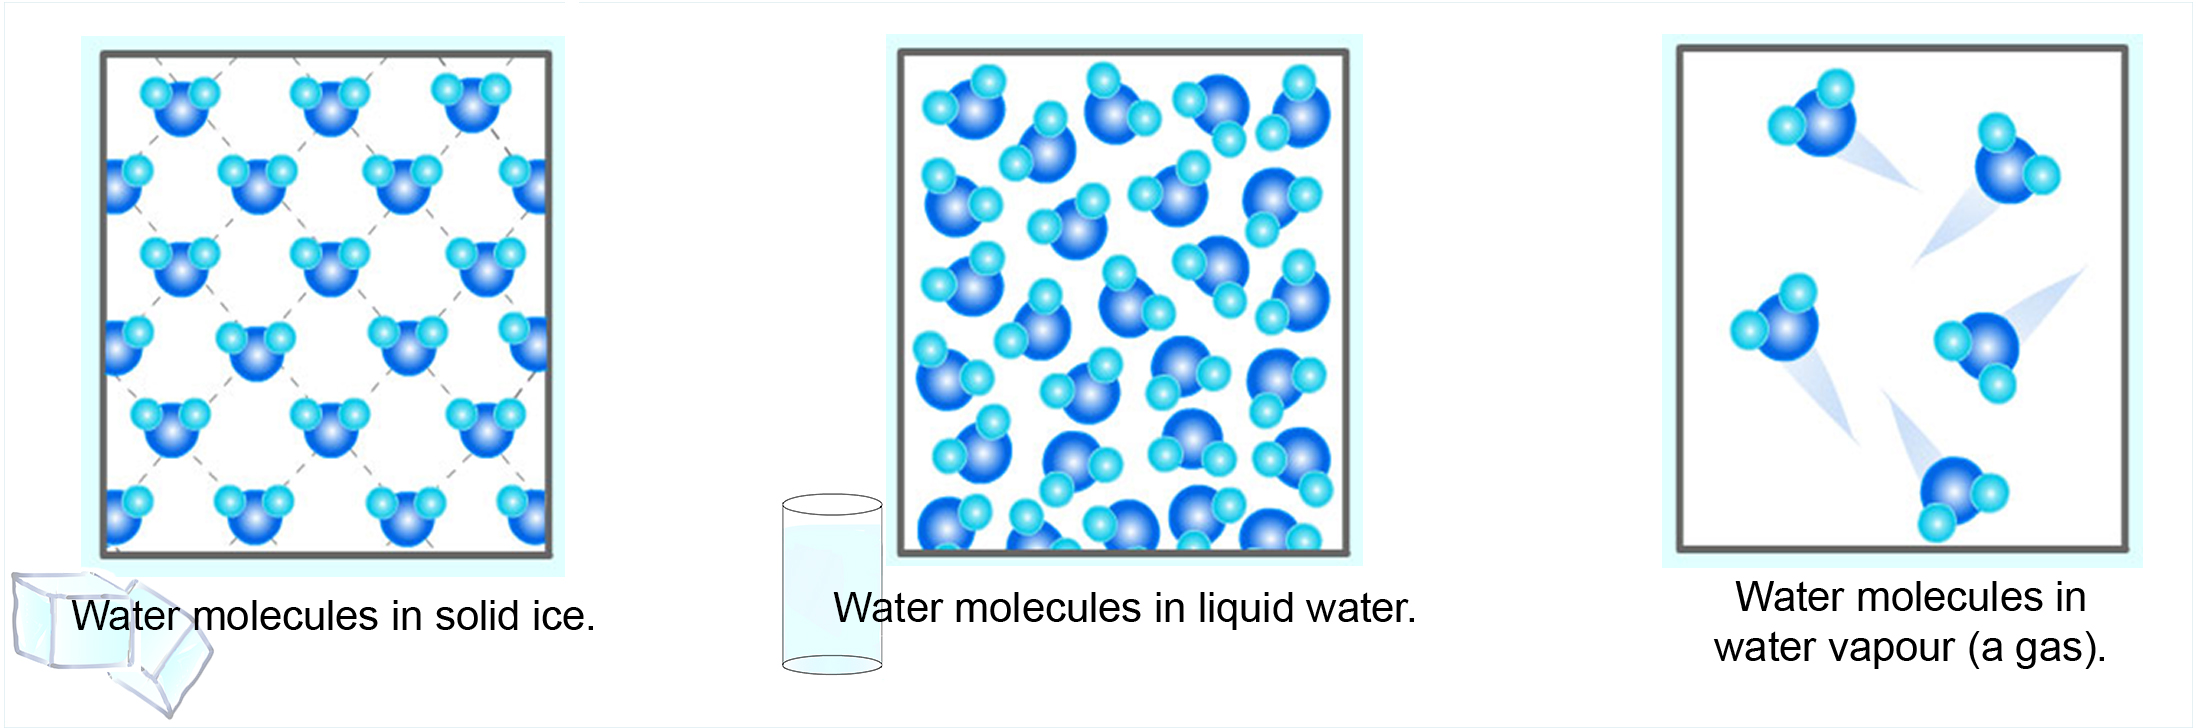 Water molecules in solid ice.
Water molecules in liquid water.
Water molecules in
water vapour (a gas).